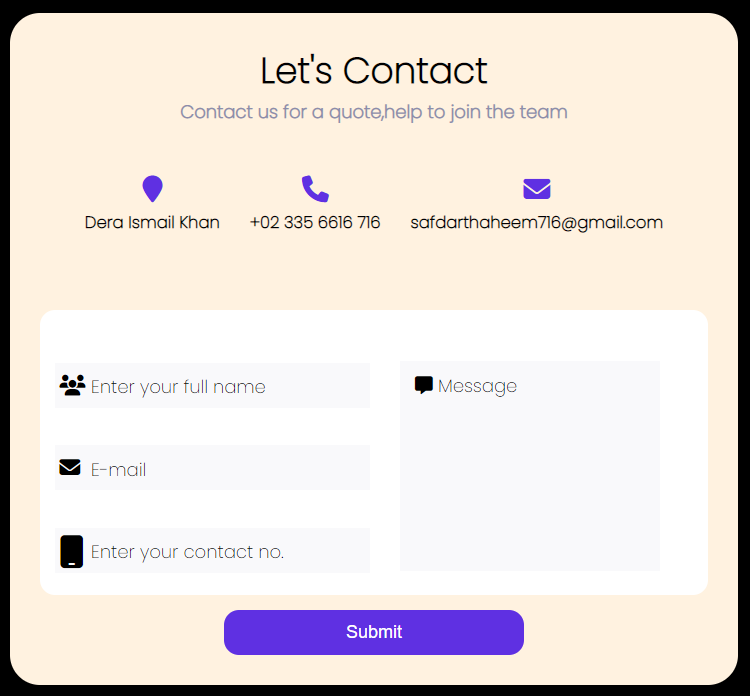 Let's Contact
Contact us for a quote,help to join the team
Dera Ismail Khan
+02 335 6616 716
safdarthaheem716@gmail.com
Enter your full name
E-mail
Enter your contact no.
Message
Submit